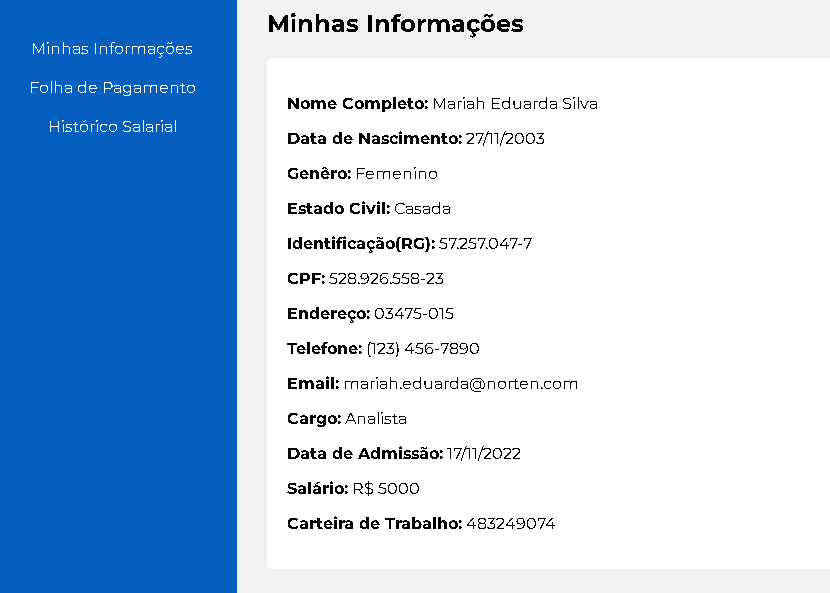 Minhas Informações
Folha de Pagamento
Histórico Salarial
Minhas Informações
Nome Completo: Mariah Eduarda Silva
Data de Nascimento: 27/11/2003
Genêro: Femenino
Estado Civil: Casada
Identificação(RG): 57.257.047-7
CPF: 528.926.558-23
Endereço: 03475-015
Telefone: (123) 456-7890
Email: mariah.eduarda@norten.com
Cargo: Analista
Data de Admissão: 17/11/2022
Salário: R$ 5000
Carteira de Trabalho: 483249074